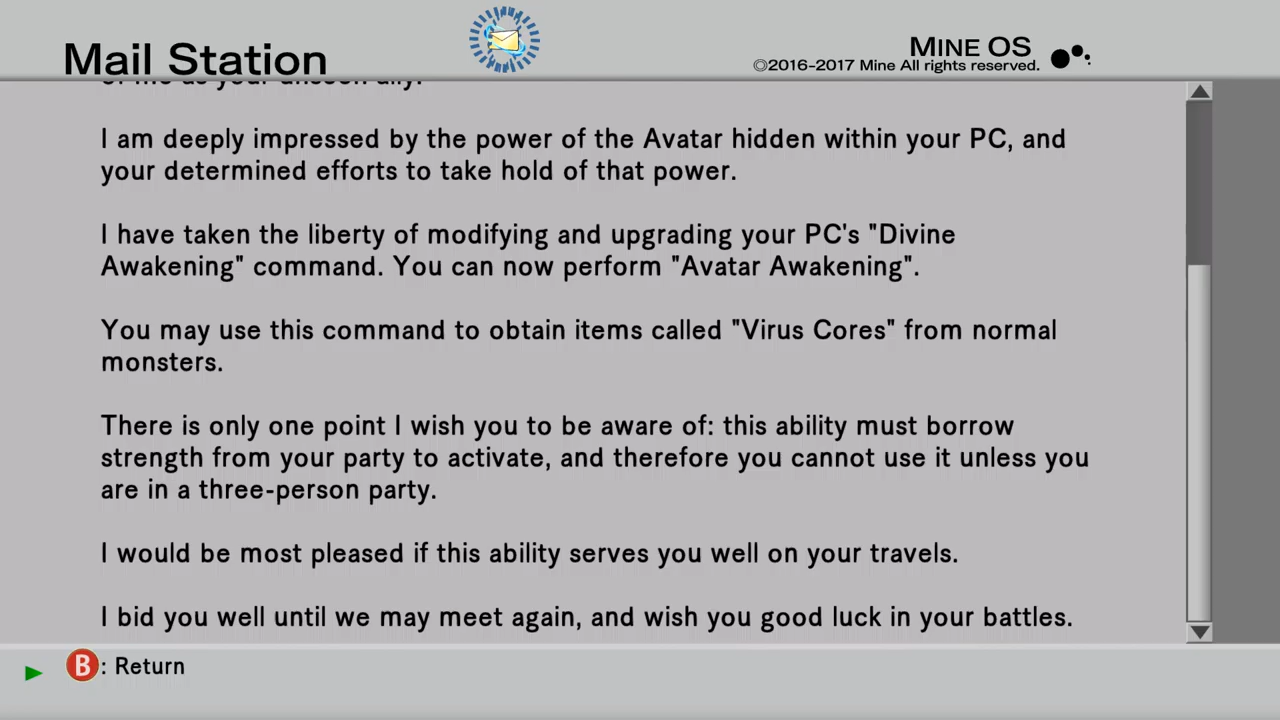 Mail Station
MINE OS
©2016-2017 Mine All rights reserved.
of me as your unseen ally.
I am deeply impressed by the power of the Avatar hidden within your PC, and
your determined efforts to take hold of that power.
I have taken the liberty of modifying and upgrading your PC's "Divine
Awakening" command. You can now perform "Avatar Awakening".
You may use this command to obtain items called "Virus Cores" from normal
monsters.
There is only one point I wish you to be aware of: this ability must borrow
strength from your party to activate, and therefore you cannot use it unless you
are in a three-person party.
I would be most pleased if this ability serves you well on your travels.
I bid you well until we may meet again, and wish you good luck in your battles.
B: Return